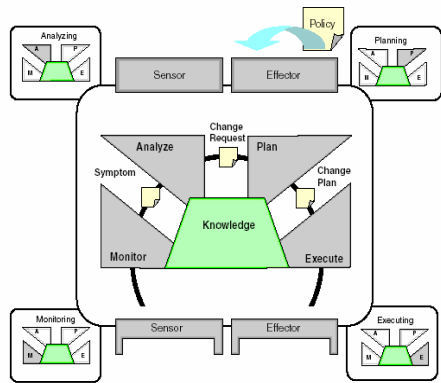 Policy
Analyzing
A P
M E
Planning
A P
M E
Sensor
Effector
Change
Request
Analyze
Plan
Symptom
Change
Plan
Knowledge
Monitor
Execute
Monitoring
A P
M E
Sensor
Effector
Executing
A P
M E